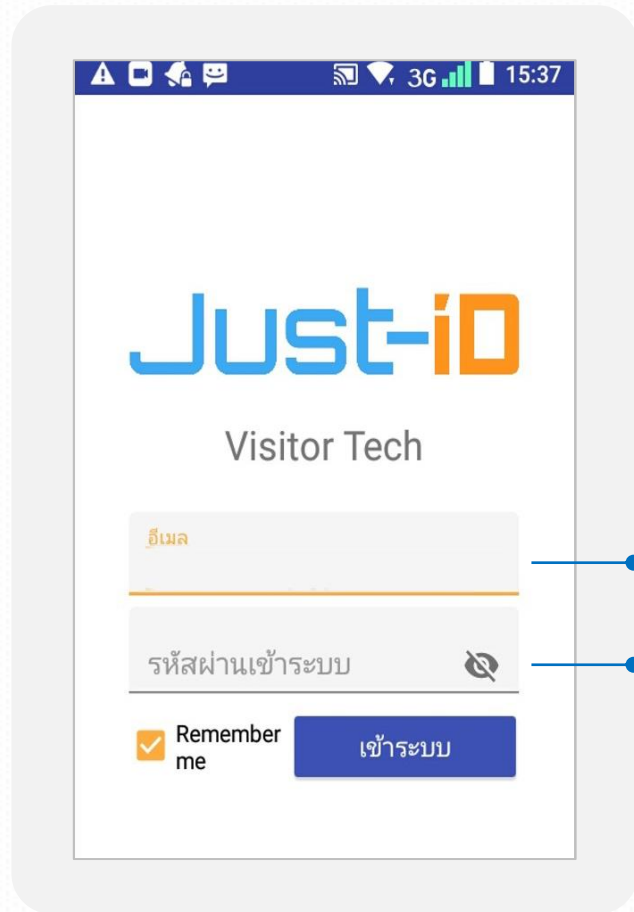 3G 15:37
Just-iD
Visitor Tech
อีเมล
รหัสผ่านเข้าระบบ
Remember
me
เข้าระบบ